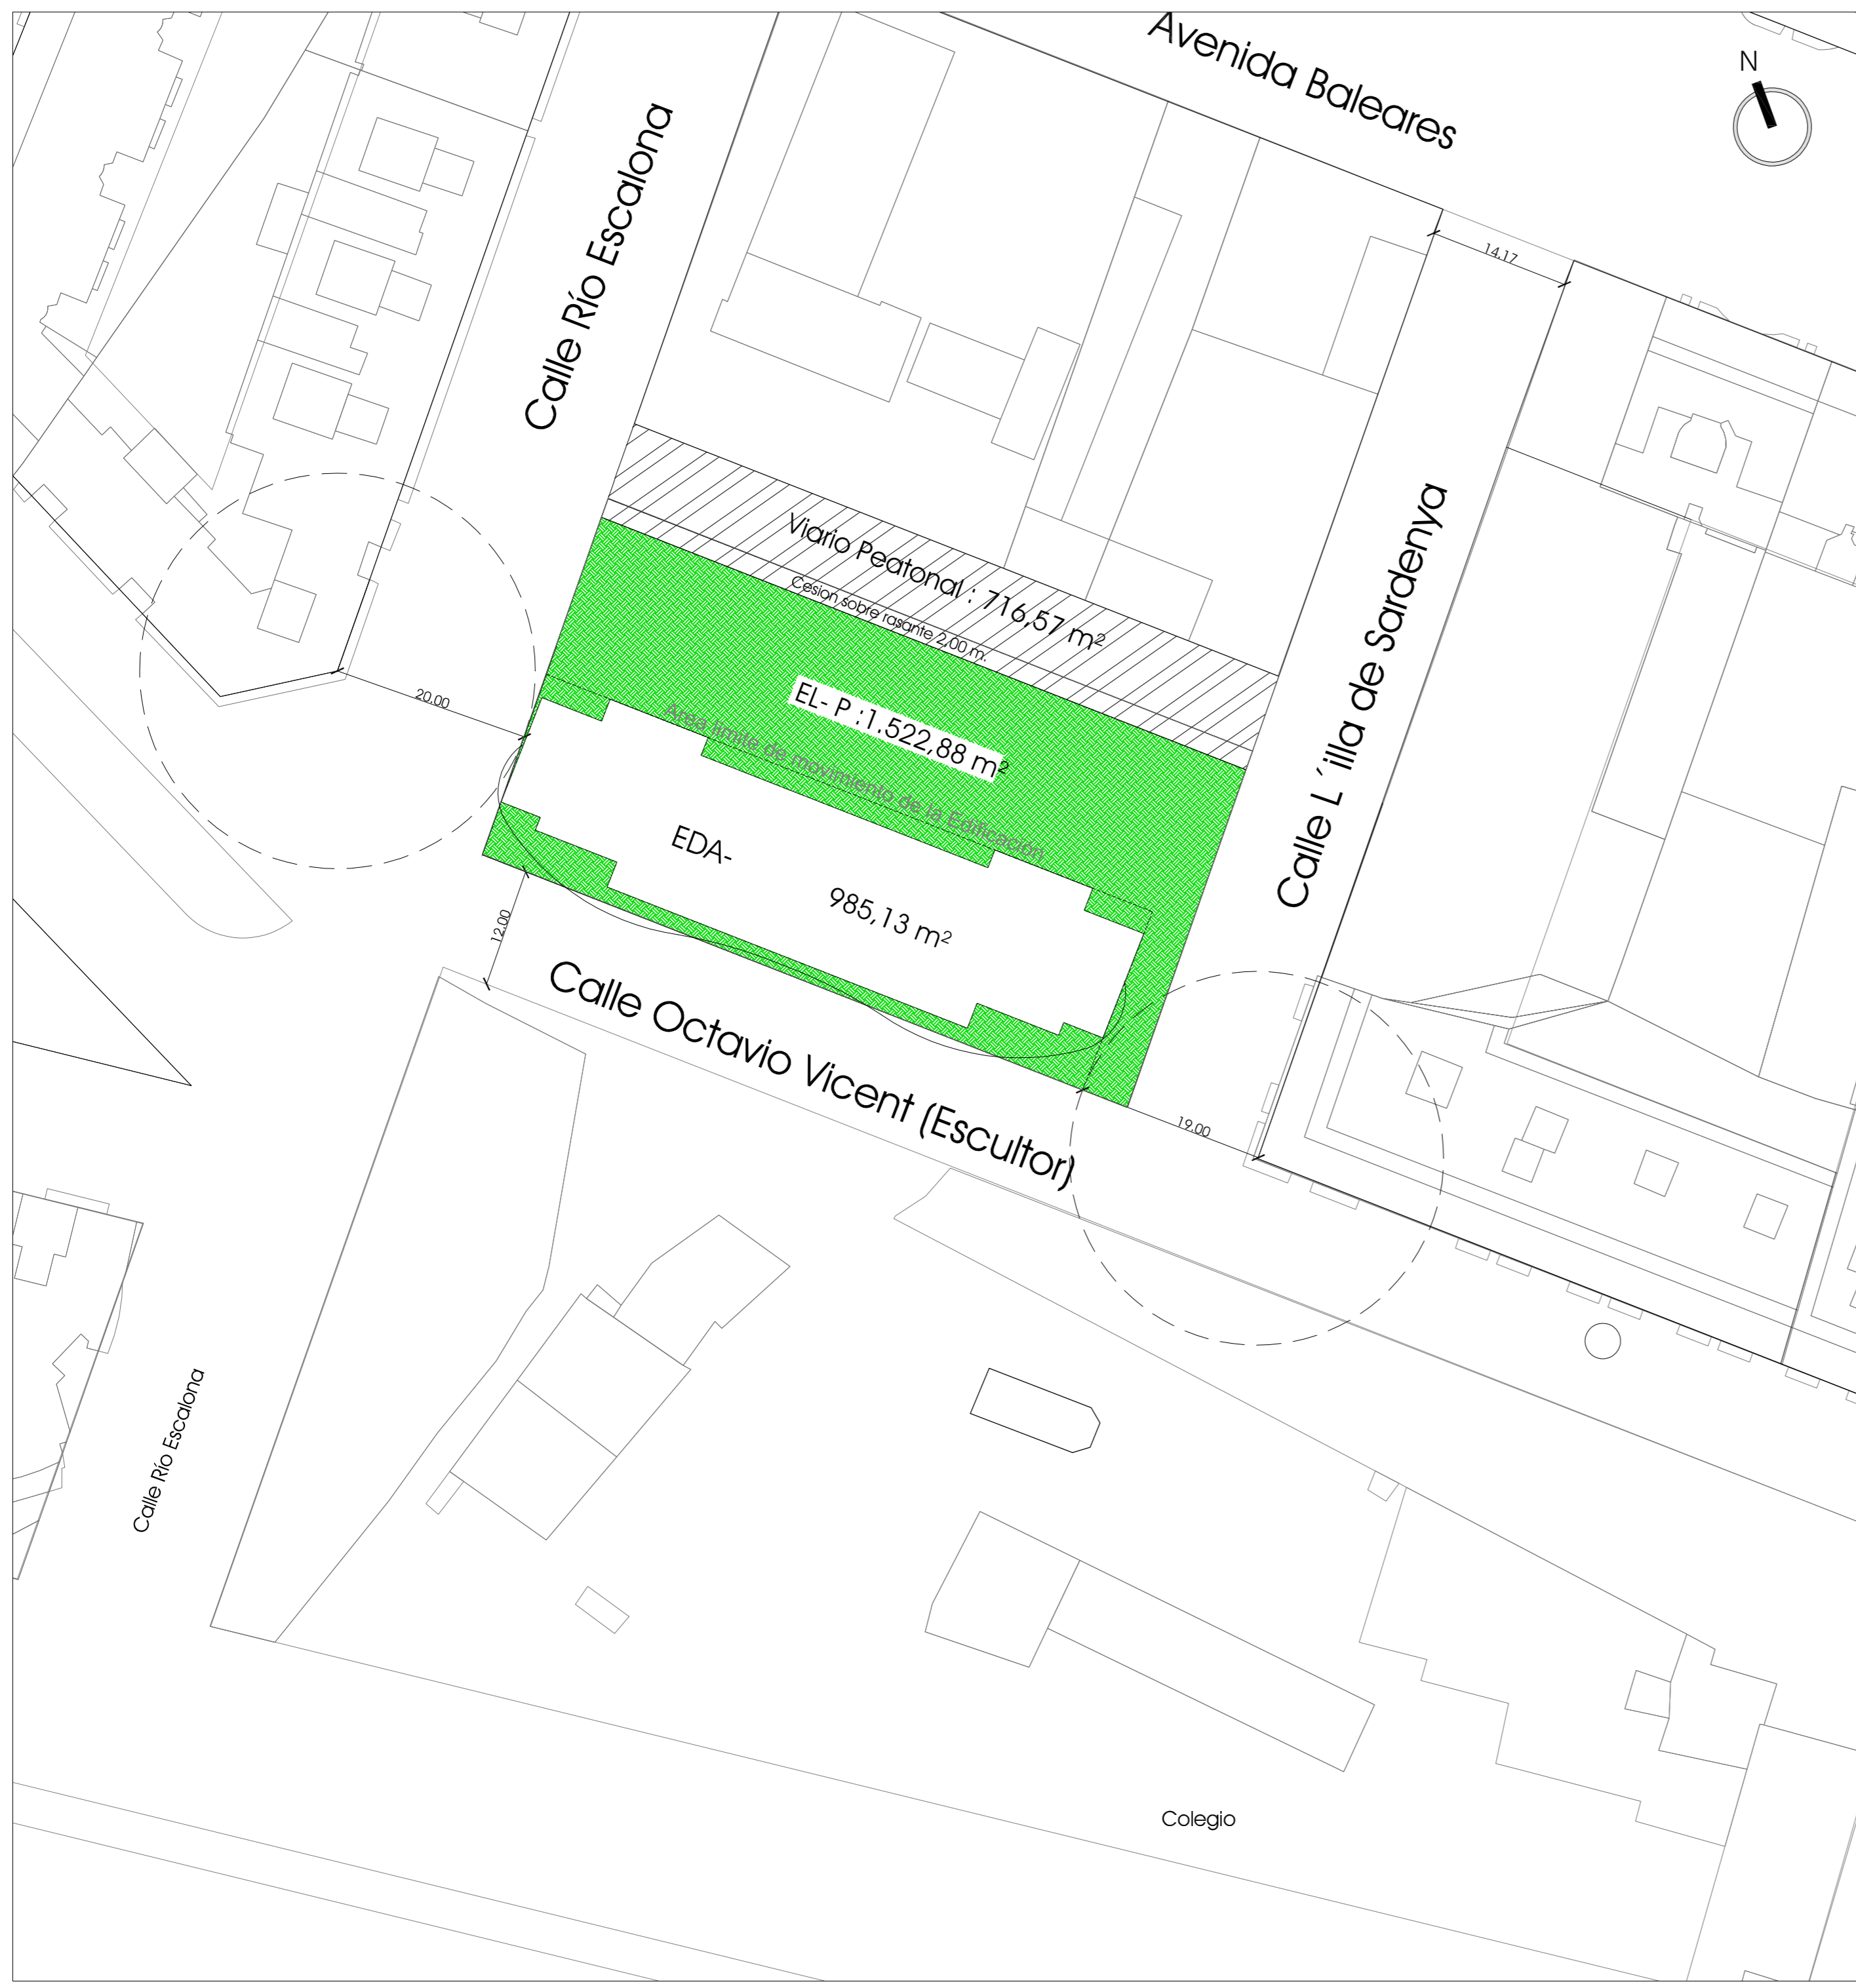 Avenida Baleares
N
Calle Río Escalona
14,17
Viario Peatonal : 716,57 m²
Cesion sobre rasante 2,00 m.
Calle L´illa de Sardenya
EL- P :1.522,88 m²
Area limite de movimiento de la Edificación
20,00
EDA-
985,13 m²
12,00
Calle Octavio Vicent (Escultor)
19,00
Calle Río Escalona
Colegio